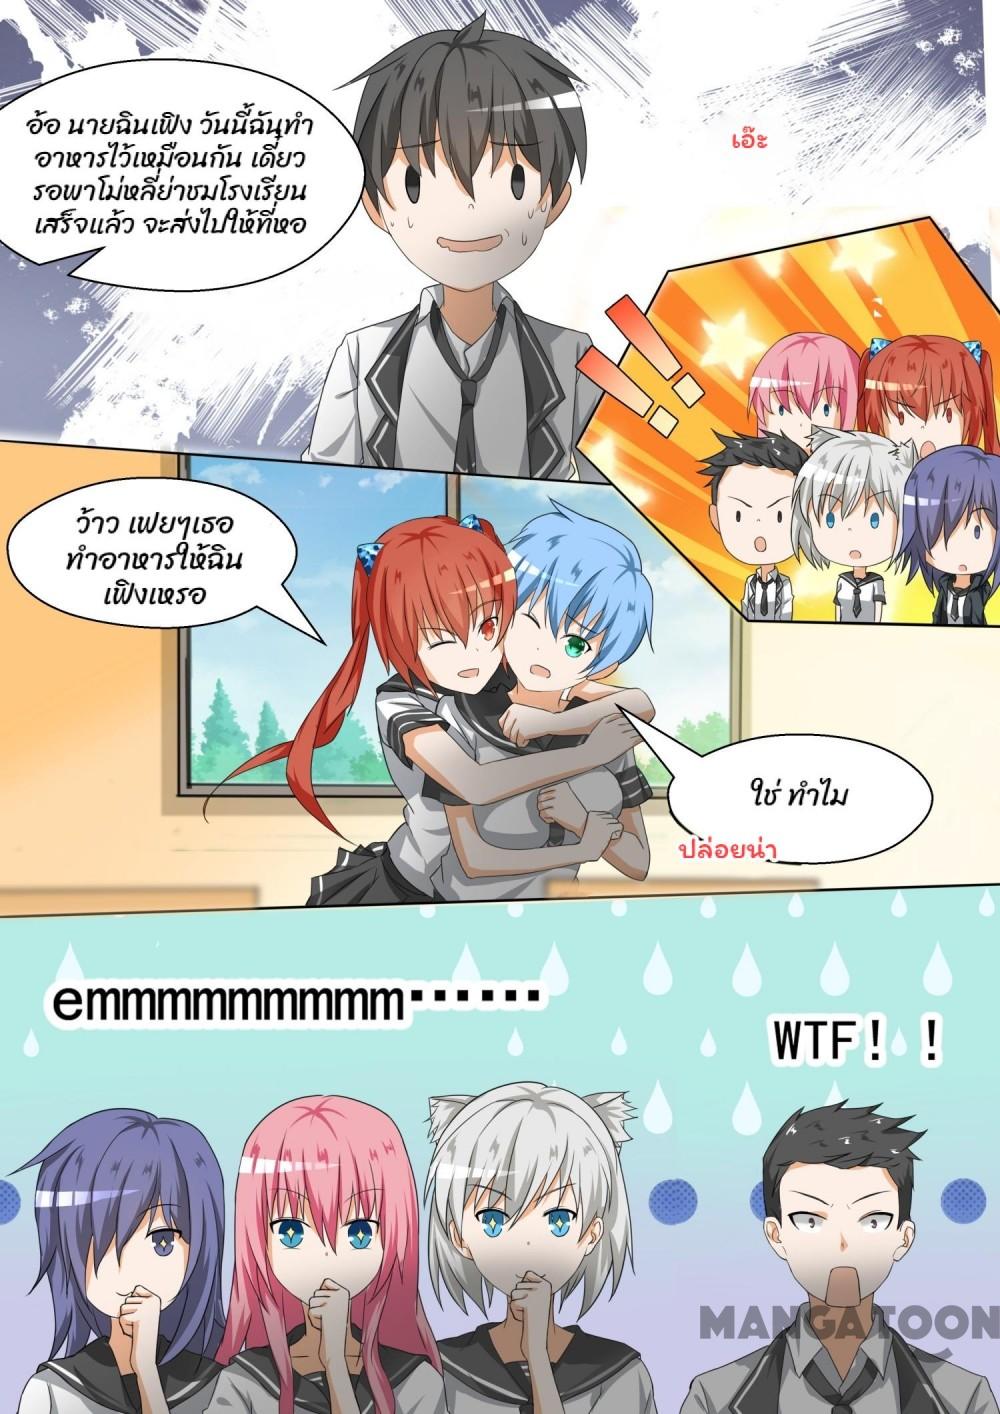 อ้อ นายฉินเฟิง วันนี้ฉันทำ
อาหารไว้เหมือนกัน เดี๋ยว
รอพาโม่หลี่ย่าชมโรงเรียน
เสร็จแล้ว จะส่งไปให้ที่หอ
เอ๊ะ
!!
ว้าว เฟยๆเธอ
ทำอาหารให้ฉิน
เฟิงเหรอ
ใช่ ทำไม
ปล่อยน่า
emmmmmmmmm……
WTF！！
MANGATOON